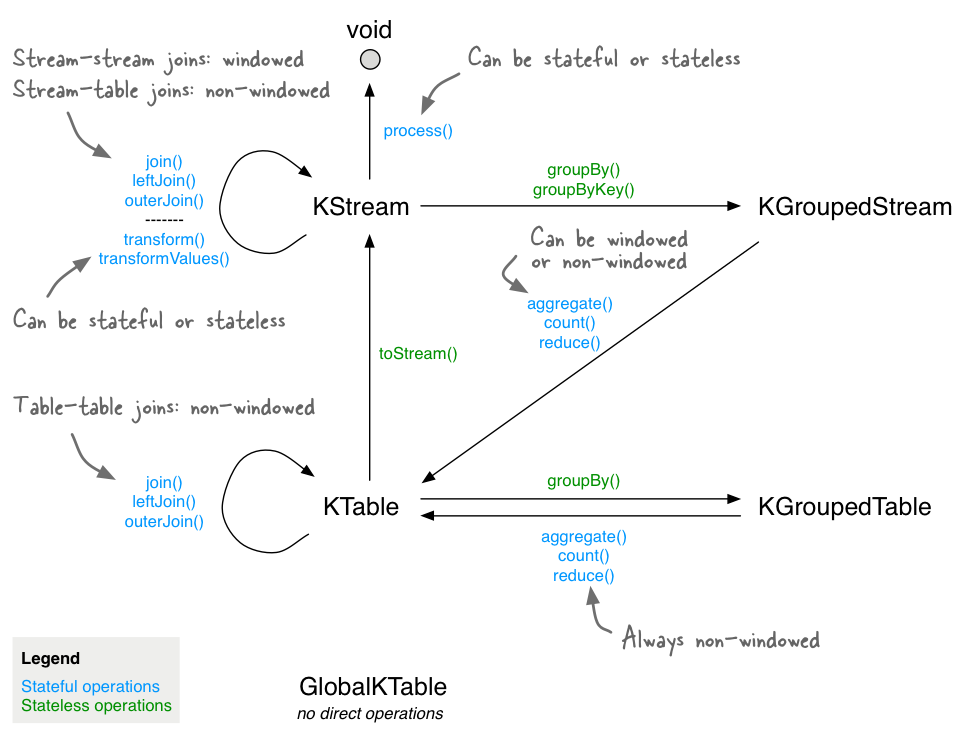 void
Stream-stream joins: windowed
Stream-table joins: non-windowed
Can be stateful or stateless
process()
join()
leftJoin()
outerJoin()
-------
transform()
transformValues()
KStream
groupBy()
groupByKey()
KGroupedStream
Can be windowed
or non-windowed
aggregate()
count()
reduce()
Can be stateful or stateless
toStream()
Table-table joins: non-windowed
join()
leftJoin()
outerJoin()
KTable
groupBy()
KGroupedTable
aggregate()
count()
reduce()
Always non-windowed
Legend
Stateful operations
Stateless operations
GlobalKTable
no direct operations